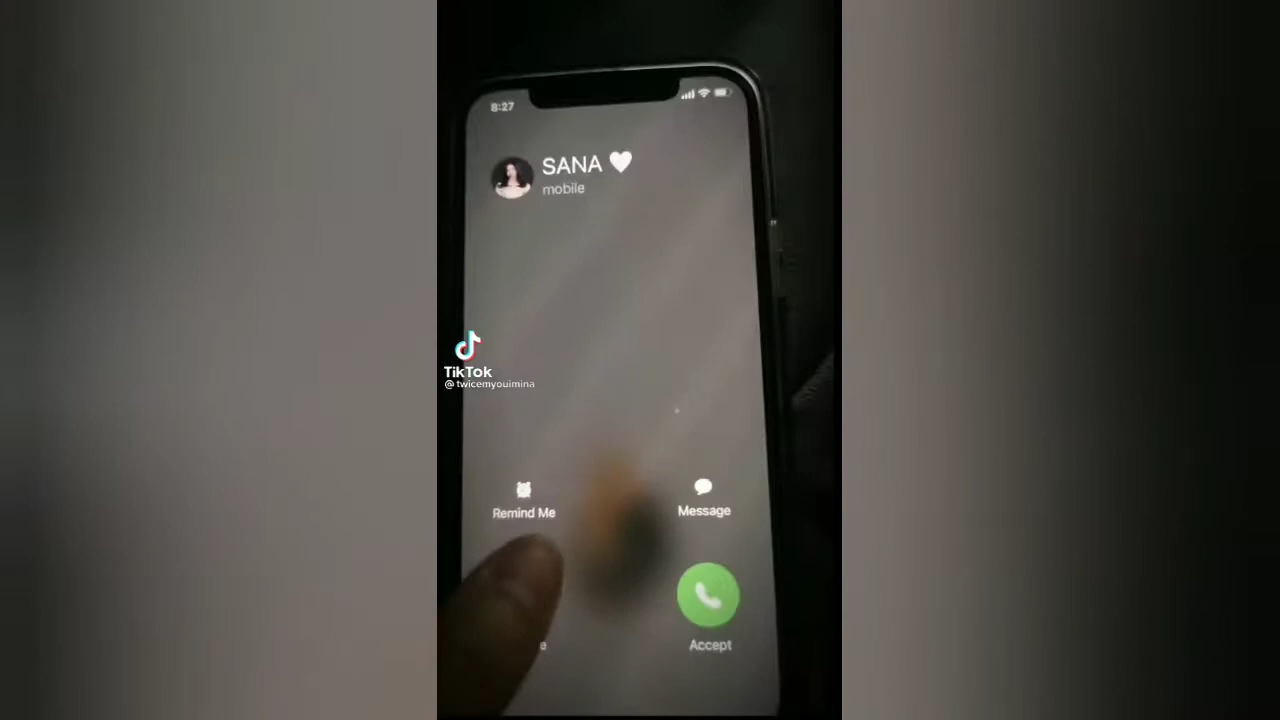 8:27
SANA 🤍
mobile
TikTok
@twicemyouimina
Remind Me
Message
e
Accept